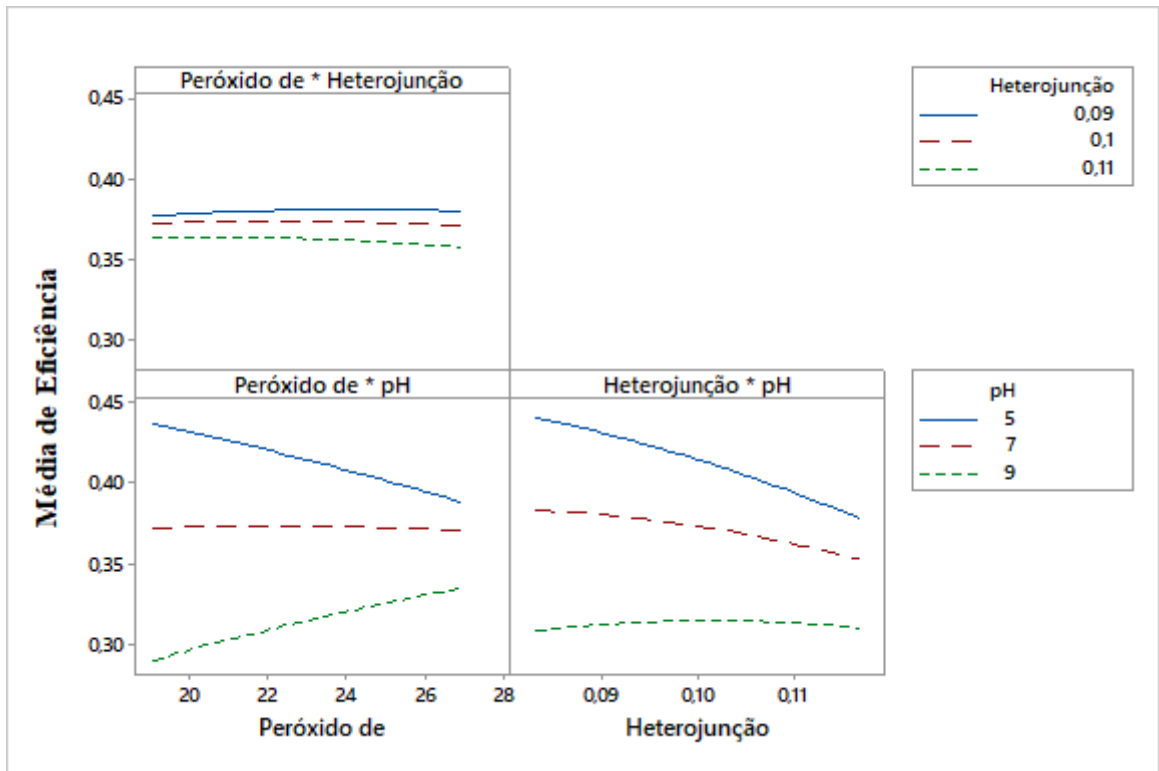 Peróxido de * Heterojunção
0,45
0,40
0,35
0,30
Heterojunção
0,09
0,1
0,11
Média de Eficiência
Peróxido de * pH
Heterojunção * pH
0,45
0,40
0,35
0,30
pH
5
7
9
20 22 24 26 28
0,09 0,10 0,11
Peróxido de
Heterojunção